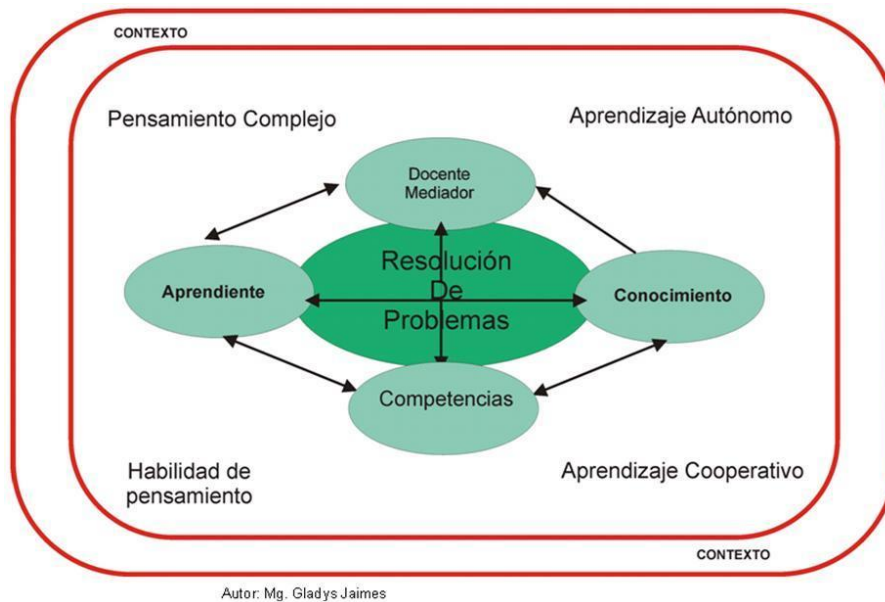 CONTEXTO
Pensamiento Complejo
Aprendizaje Autónomo
Docente
Mediador
Resolución
De
Problemas
Aprendiente
Conocimiento
Competencias
Habilidad de
pensamiento
Aprendizaje Cooperativo
CONTEXTO
Autor: Mg. Gladys Jaimes